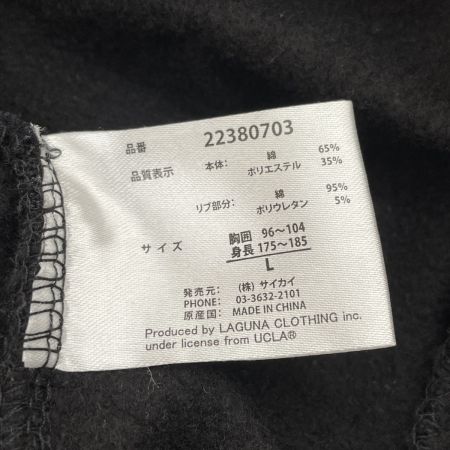 品番 22380703
品質表示 本体: 綿 65%
ポリエステル 35%
リブ部分: 綿 95%
ポリウレタン 5%
サイズ 胸囲 96～104
身長 175～185
L
発売元: (株) サイカイ
PHONE: 03-3632-2101
原産国: MADE IN CHINA
Produced by LAGUNA CLOTHING inc.
under license from UCLA®